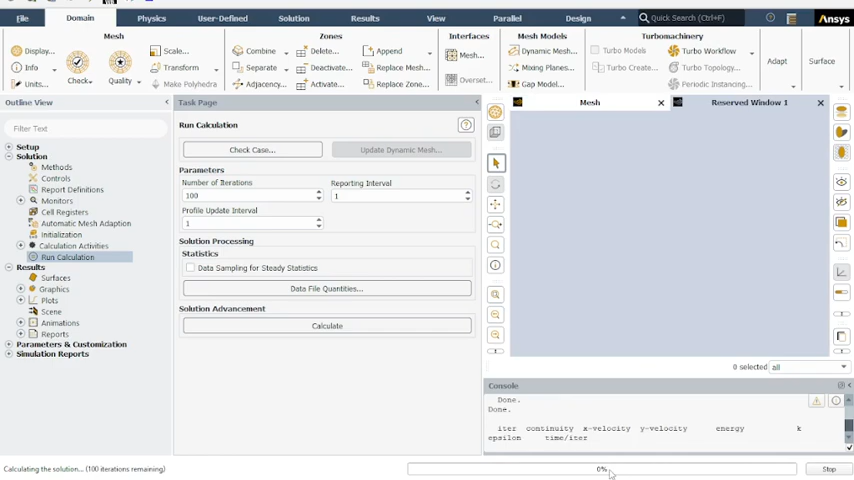 File Domain Physics User-Defined Solution Results View Parallel Design Quick Search (Ctrl+F) Ansys
Mesh Zones Interfaces Mesh Models Turbomachinery
Display... Scale... Combine Delete... Append Mesh... Dynamic Mesh... Turbo Models Turbo Workflow
Info Check Quality Transform Separate Deactivate... Replace Mesh... Overset... Mixing Planes... Turbo Create... Turbo Topology... Adapt Surface
Units... Make Polyhedra Adjacency... Activate... Replace Zone... Gap Model... Periodic Instancing...
Outline View Task Page Mesh Reserved Window 1
Filter Text
Setup
Solution
Methods
Controls
Report Definitions
Monitors
Cell Registers
Automatic Mesh Adaption
Initialization
Calculation Activities
Run Calculation
Results
Surfaces
Graphics
Plots
Scene
Animations
Reports
Parameters & Customization
Simulation Reports
Run Calculation
Check Case... Update Dynamic Mesh...
Parameters
Number of Iterations Reporting Interval
100 1
Profile Update Interval
1
Solution Processing
Statistics
Data Sampling for Steady Statistics
Data File Quantities...
Solution Advancement
Calculate
0 selected all
Console
Done.
Done.
iter continuity x-velocity y-velocity energy k
epsilon time/iter
Calculating the solution... (100 iterations remaining) 0% Stop